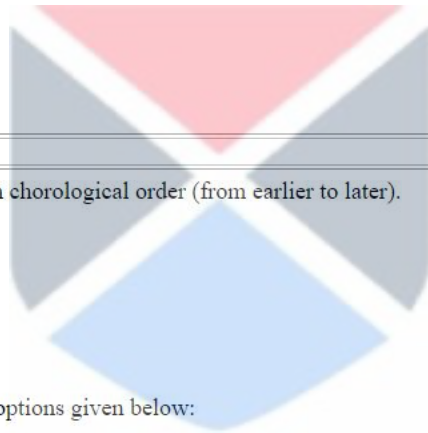 chorological order (from earlier to later).
options given below: